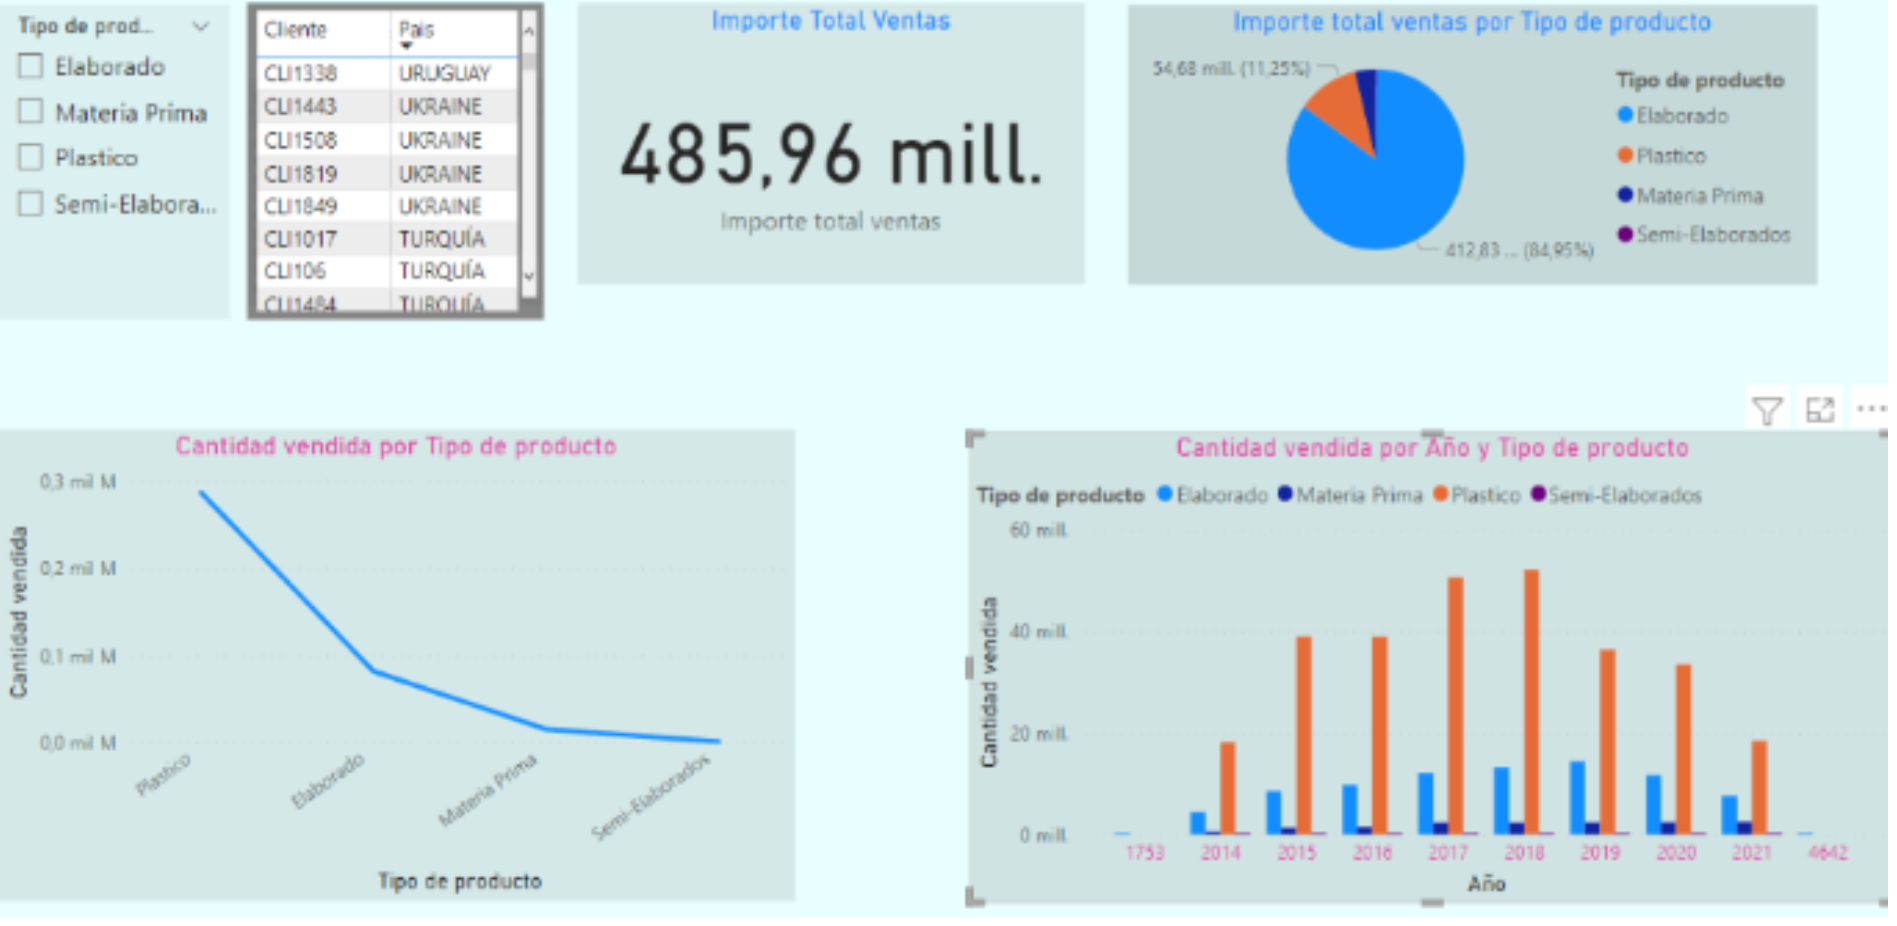 Tipo de prod...
Elaborado
Materia Prima
Plastico
Semi-Elabora...
Cliente País
CLI1338 URUGUAY
CLI1443 UKRAINE
CLI1508 UKRAINE
CLI1819 UKRAINE
CLI1849 UKRAINE
CLI1017 TURQUÍA
CLI106 TURQUÍA
CLI1484 TURQUÍA
Importe Total Ventas
485,96 mill.
Importe total ventas
Importe total ventas por Tipo de producto
54,68 mill. (11,25%)
412,83 ... (84,95%)
Tipo de producto
Elaborado
Plastico
Materia Prima
Semi-Elaborados
Cantidad vendida por Tipo de producto
Cantidad vendida
0,3 mil M
0,2 mil M
0,1 mil M
0,0 mil M
Plastico
Elaborado
Materia Prima
Semi-Elaborados
Tipo de producto
Cantidad vendida por Año y Tipo de producto
Tipo de producto Elaborado Materia Prima Plastico Semi-Elaborados
Cantidad vendida
60 mill.
40 mill.
20 mill.
0 mill.
1753 2014 2015 2016 2017 2018 2019 2020 2021 4642
Año